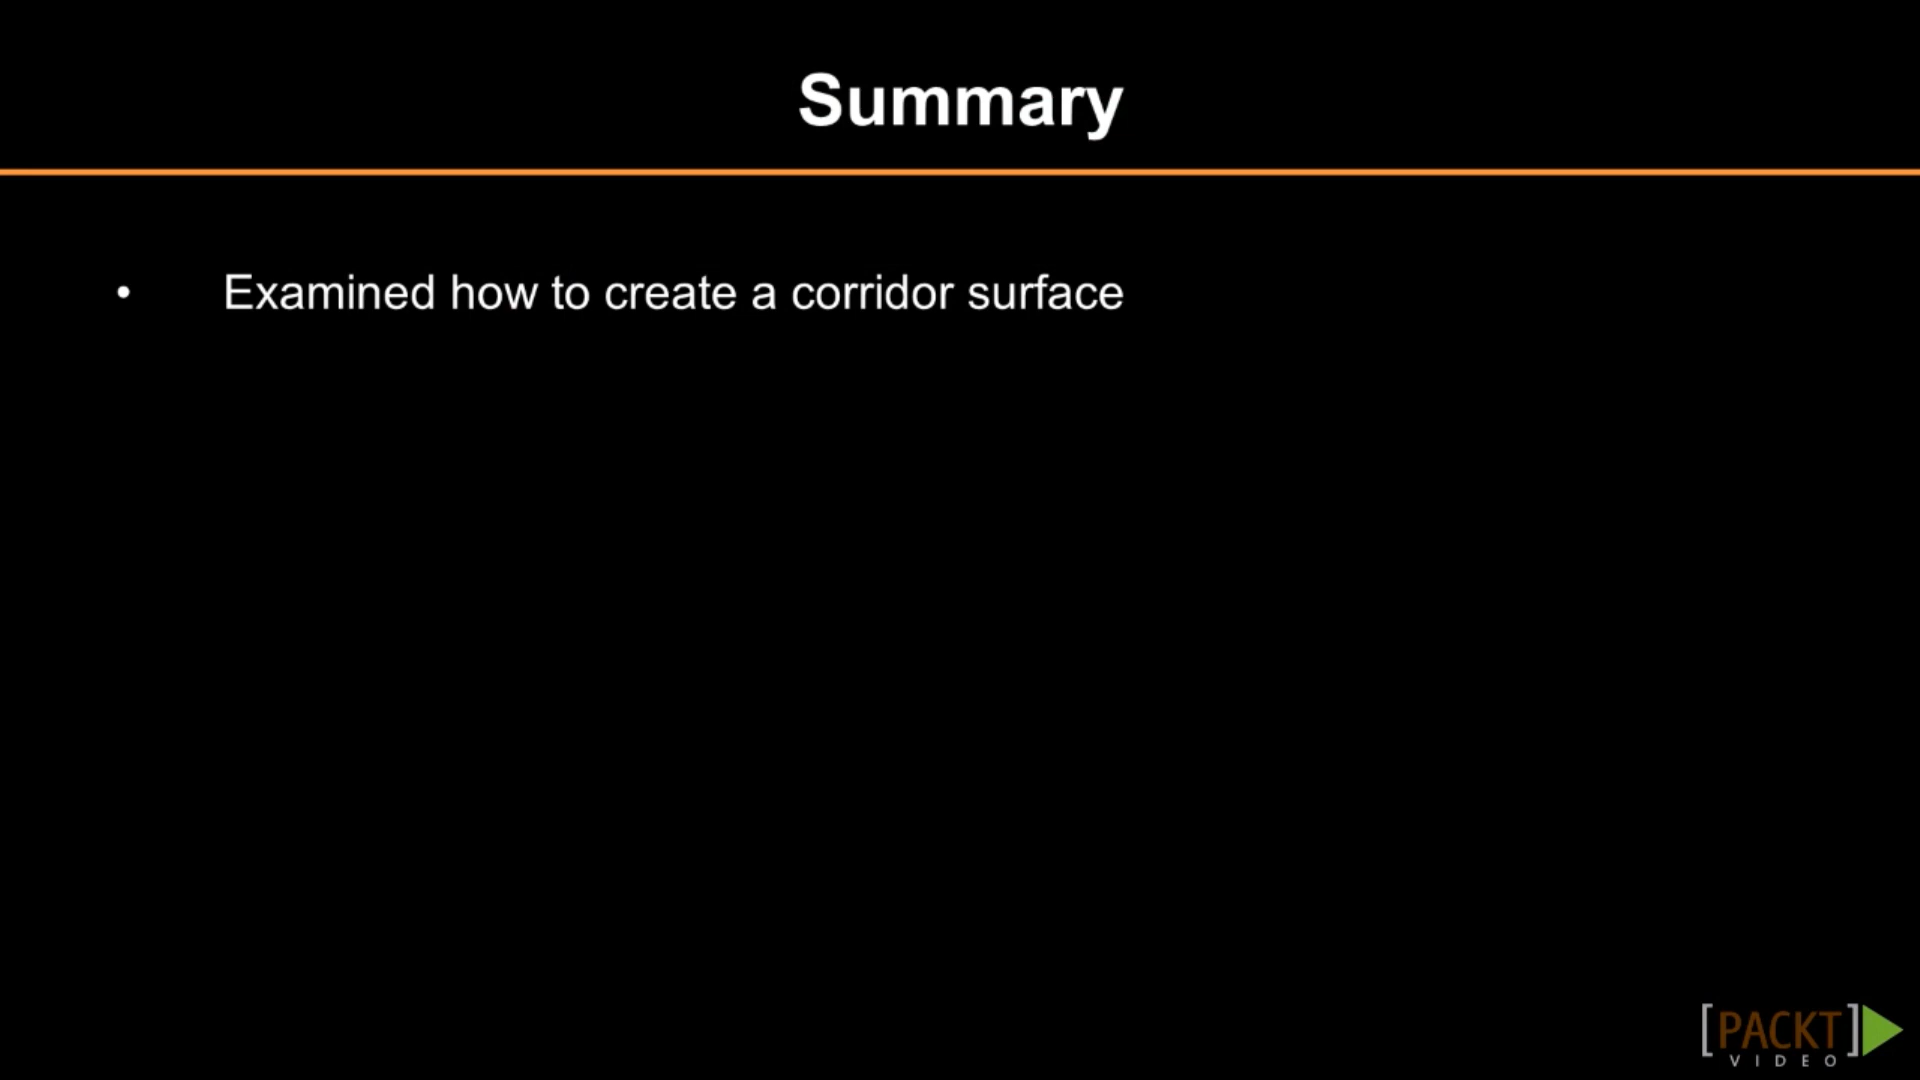 Summary
• Examined how to create a corridor surface
[PACKT]
VIDEO